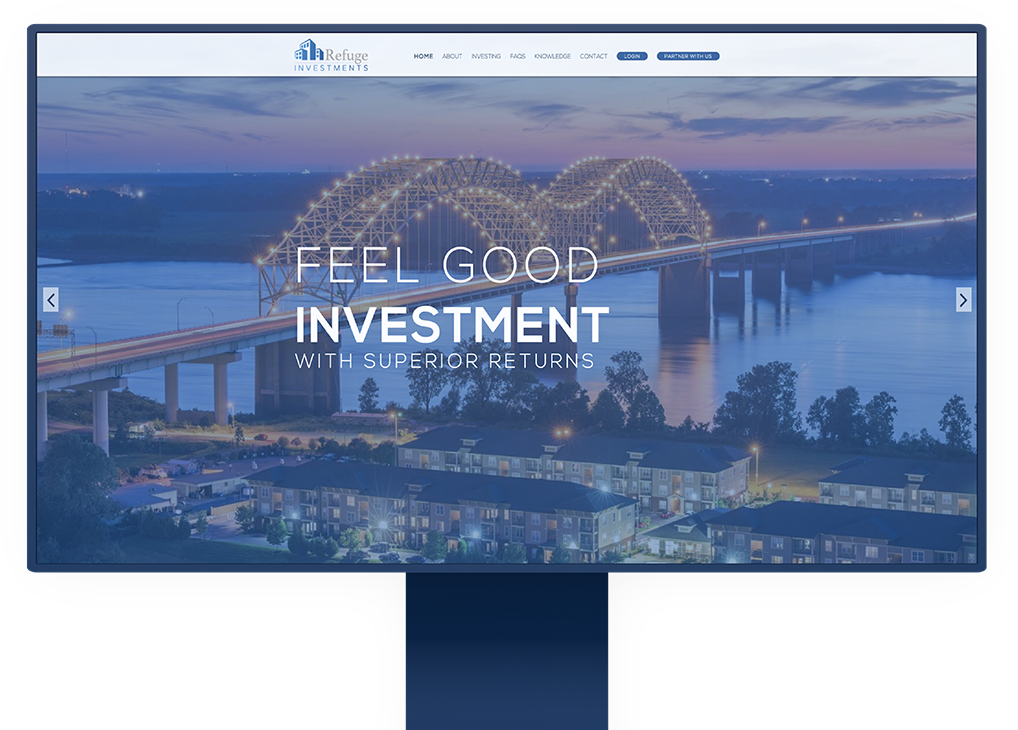 Refuge
INVESTMENTS
HOME ABOUT INVESTING FAQS KNOWLEDGE CONTACT LOGIN PARTNER WITH US
FEEL GOOD
INVESTMENT
WITH SUPERIOR RETURNS